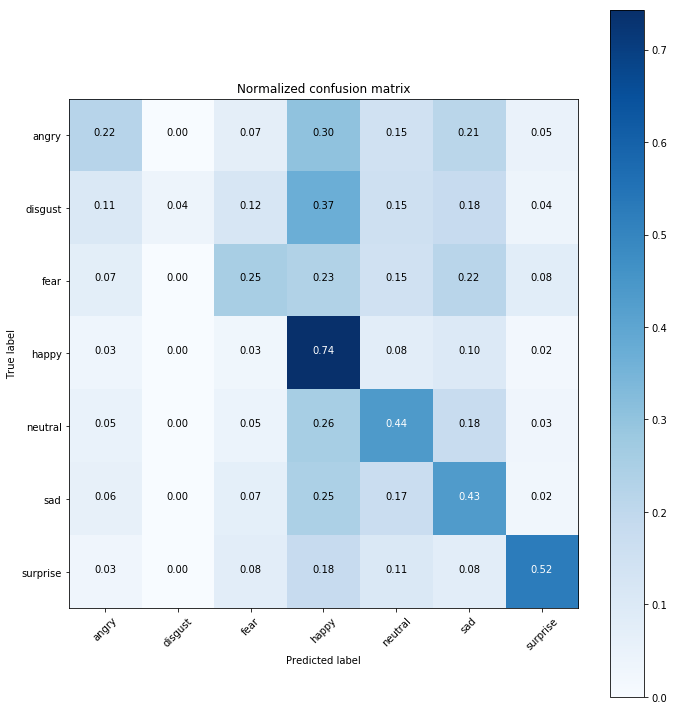 Normalized confusion matrix
True label
angry 0.22 0.00 0.07 0.30 0.15 0.21 0.05
disgust 0.11 0.04 0.12 0.37 0.15 0.18 0.04
fear 0.07 0.00 0.25 0.23 0.15 0.22 0.08
happy 0.03 0.00 0.03 0.74 0.08 0.10 0.02
neutral 0.05 0.00 0.05 0.26 0.44 0.18 0.03
sad 0.06 0.00 0.07 0.25 0.17 0.43 0.02
surprise 0.03 0.00 0.08 0.18 0.11 0.08 0.52
angry disgust fear happy neutral sad surprise
Predicted label
0.7
0.6
0.5
0.4
0.3
0.2
0.1
0.0